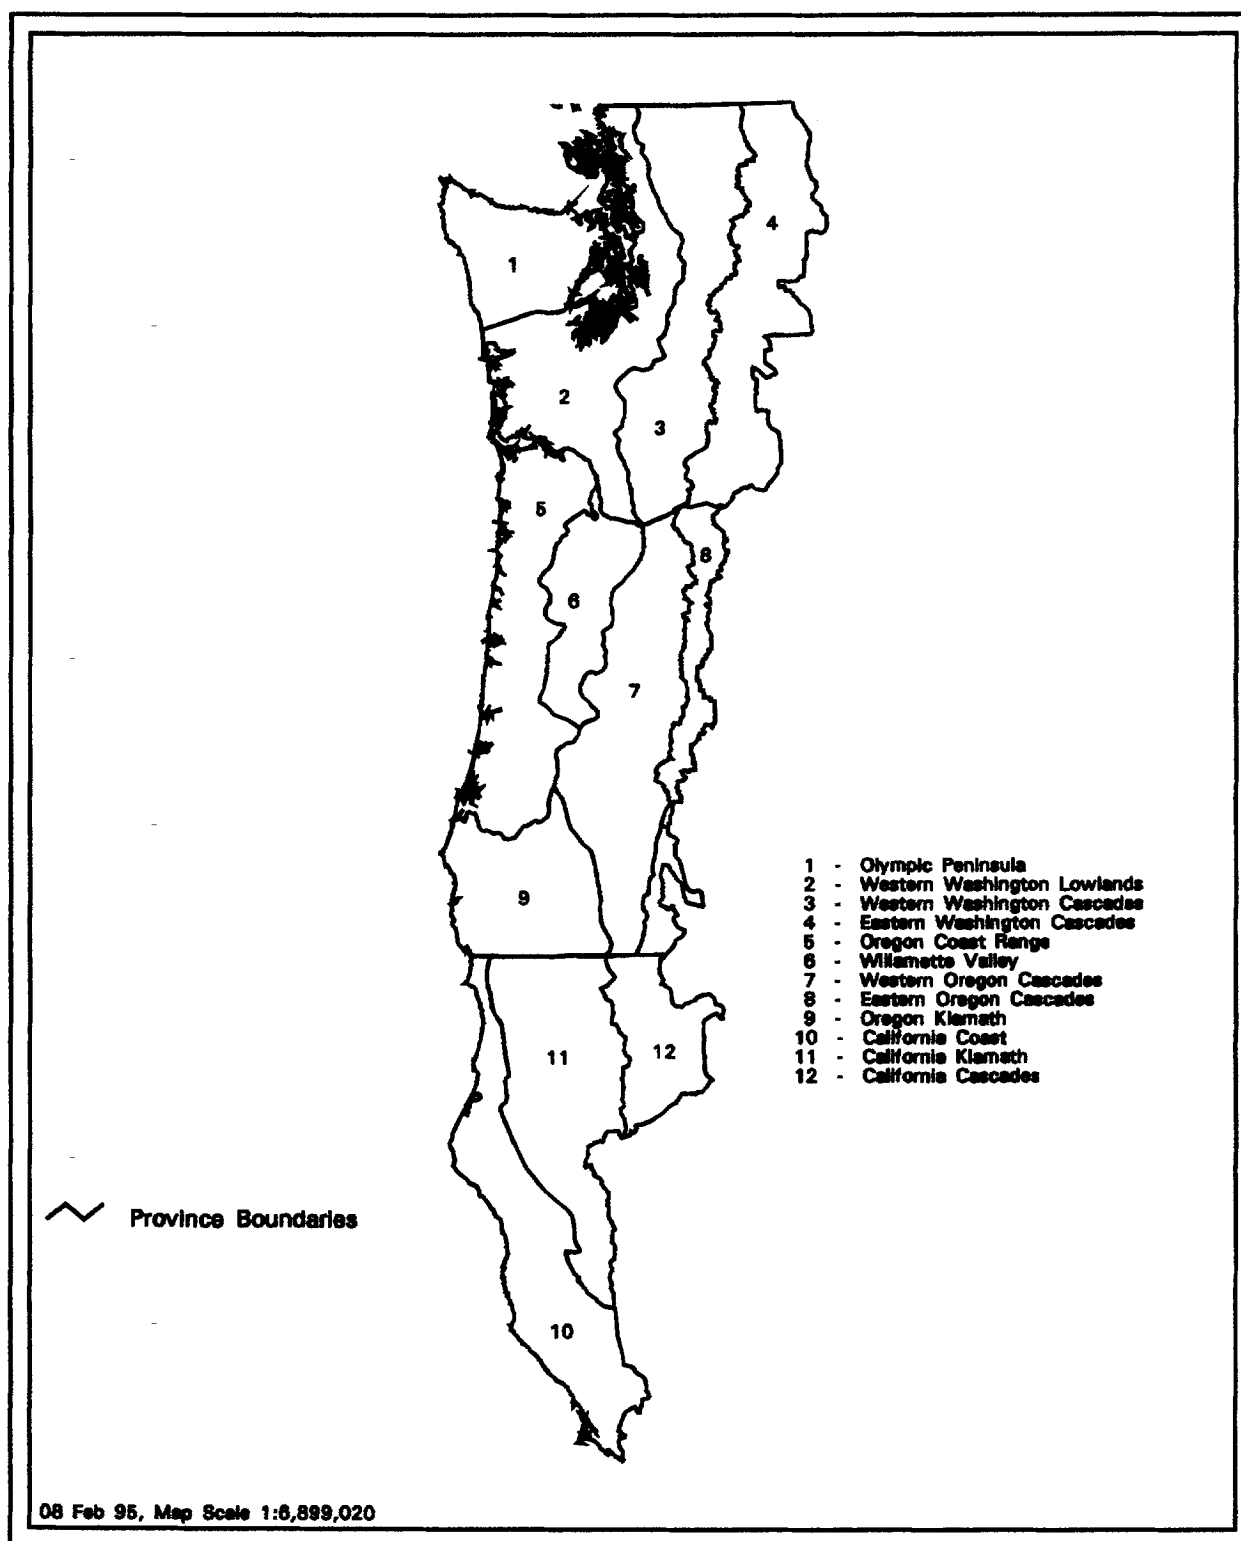 4
1
2
3
5
8
6
7
9
1 - Olympic Peninsula
2 - Western Washington Lowlands
3 - Western Washington Cascades
4 - Eastern Washington Cascades
5 - Oregon Coast Range
6 - Willamette Valley
7 - Western Oregon Cascades
8 - Eastern Oregon Cascades
9 - Oregon Klamath
10 - California Coast
11 - California Klamath
12 - California Cascades
11
12
Province Boundaries
10
08 Feb 95, Map Scale 1:6,899,020